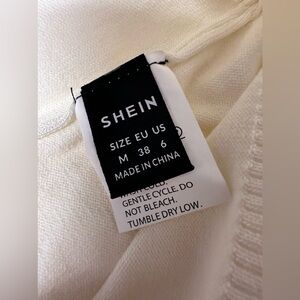 SHEIN
SIZE EU US
M 38 6
MADE IN CHINA
GENTLE CYCLE. DO
NOT BLEACH.
TUMBLE DRY LOW.